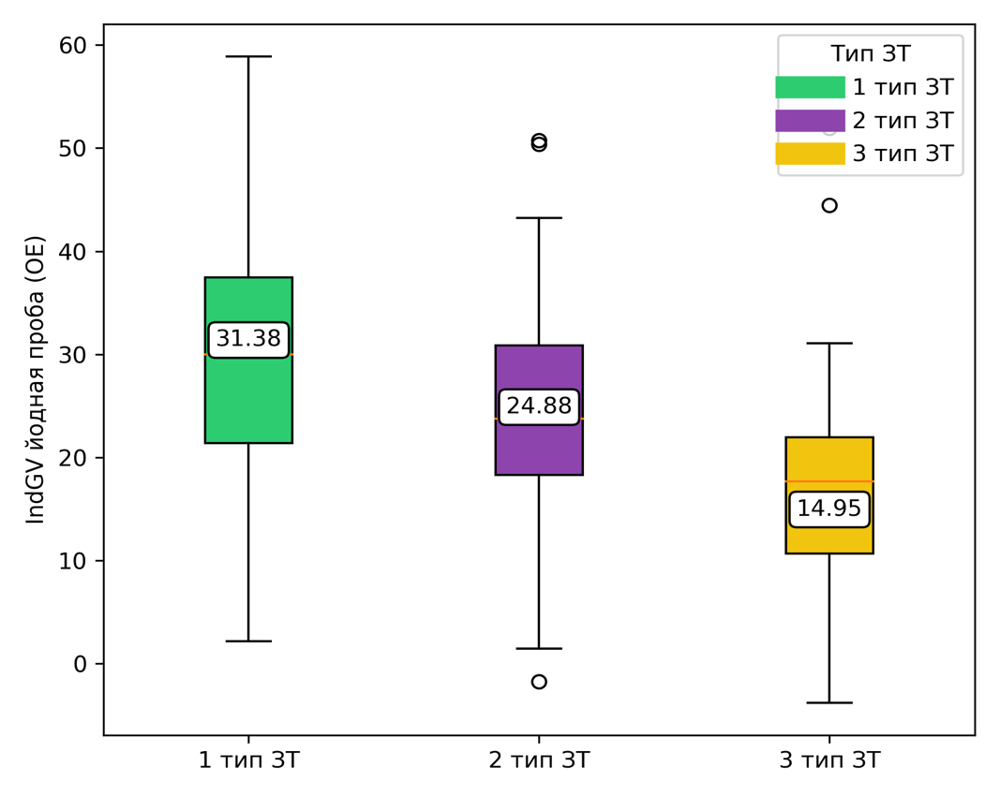 60
50
40
30
20
10
0
IndGV йодная проба (ОЕ)
31.38
24.88
14.95
Тип ЗТ
1 тип ЗТ
2 тип ЗТ
3 тип ЗТ
1 тип ЗТ
2 тип ЗТ
3 тип ЗТ